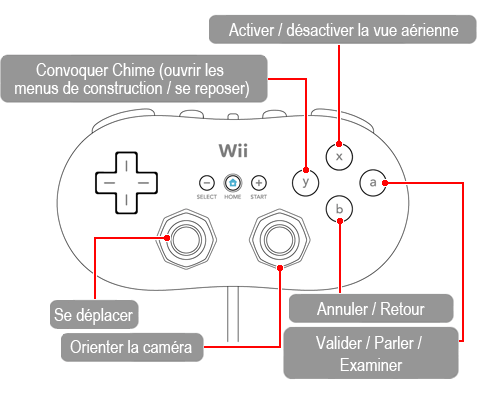 Activer / désactiver la vue aérienne
Convoquer Chime (ouvrir les
menus de construction / se reposer)
Wii
x
y
a
b
SELECT
HOME
START
Se déplacer
Orienter la caméra
Annuler / Retour
Valider / Parler /
Examiner